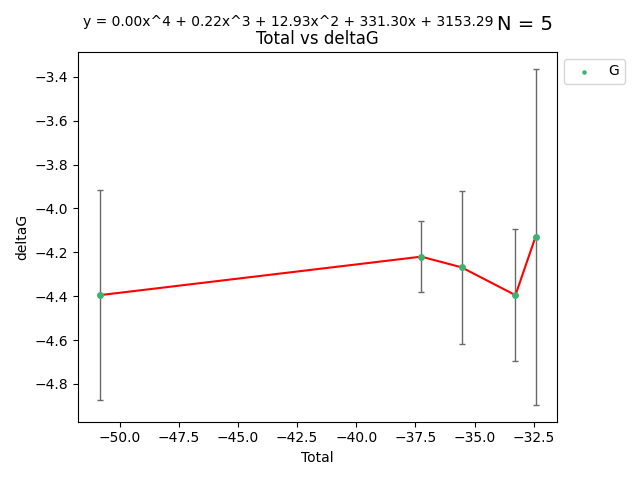 y = 0.00x^4 + 0.22x^3 + 12.93x^2 + 331.30x + 3153.29 N = 5
Total vs deltaG
G
−3.4
−3.6
−3.8
−4.0
−4.2
−4.4
−4.6
−4.8
deltaG
−50.0 −47.5 −45.0 −42.5 −40.0 −37.5 −35.0 −32.5
Total